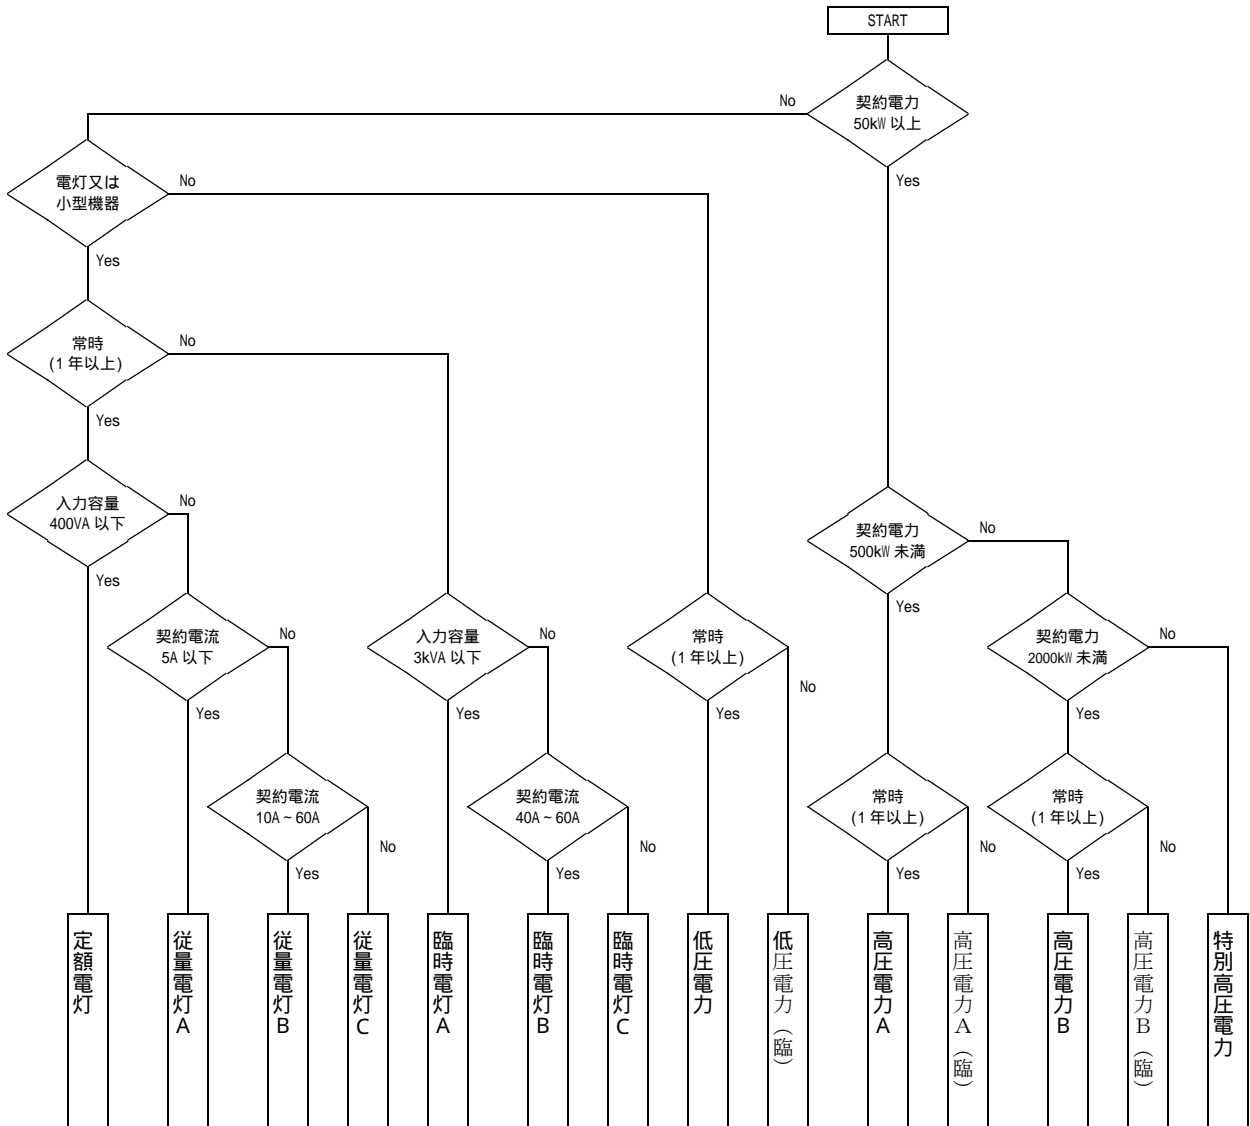 START
契約電力
50kW 以上
No
Yes
電灯又は
小型機器
No
Yes
常時
(1 年以上)
No
Yes
入力容量
400VA 以下
No
Yes
契約電力
500kW 未満
No
Yes
契約電流
5A 以下
No
Yes
入力容量
3kVA 以下
No
Yes
常時
(1 年以上)
No
Yes
契約電力
2000kW 未満
No
Yes
契約電流
10A ~ 60A
No
Yes
契約電流
40A ~ 60A
No
Yes
常時
(1 年以上)
No
Yes
常時
(1 年以上)
No
Yes
定額電灯
従量電灯A
従量電灯B
従量電灯C
臨時電灯A
臨時電灯B
臨時電灯C
低圧電力
低圧電力（臨）
高圧電力A
高圧電力A（臨）
高圧電力B
高圧電力B（臨）
特別高圧電力